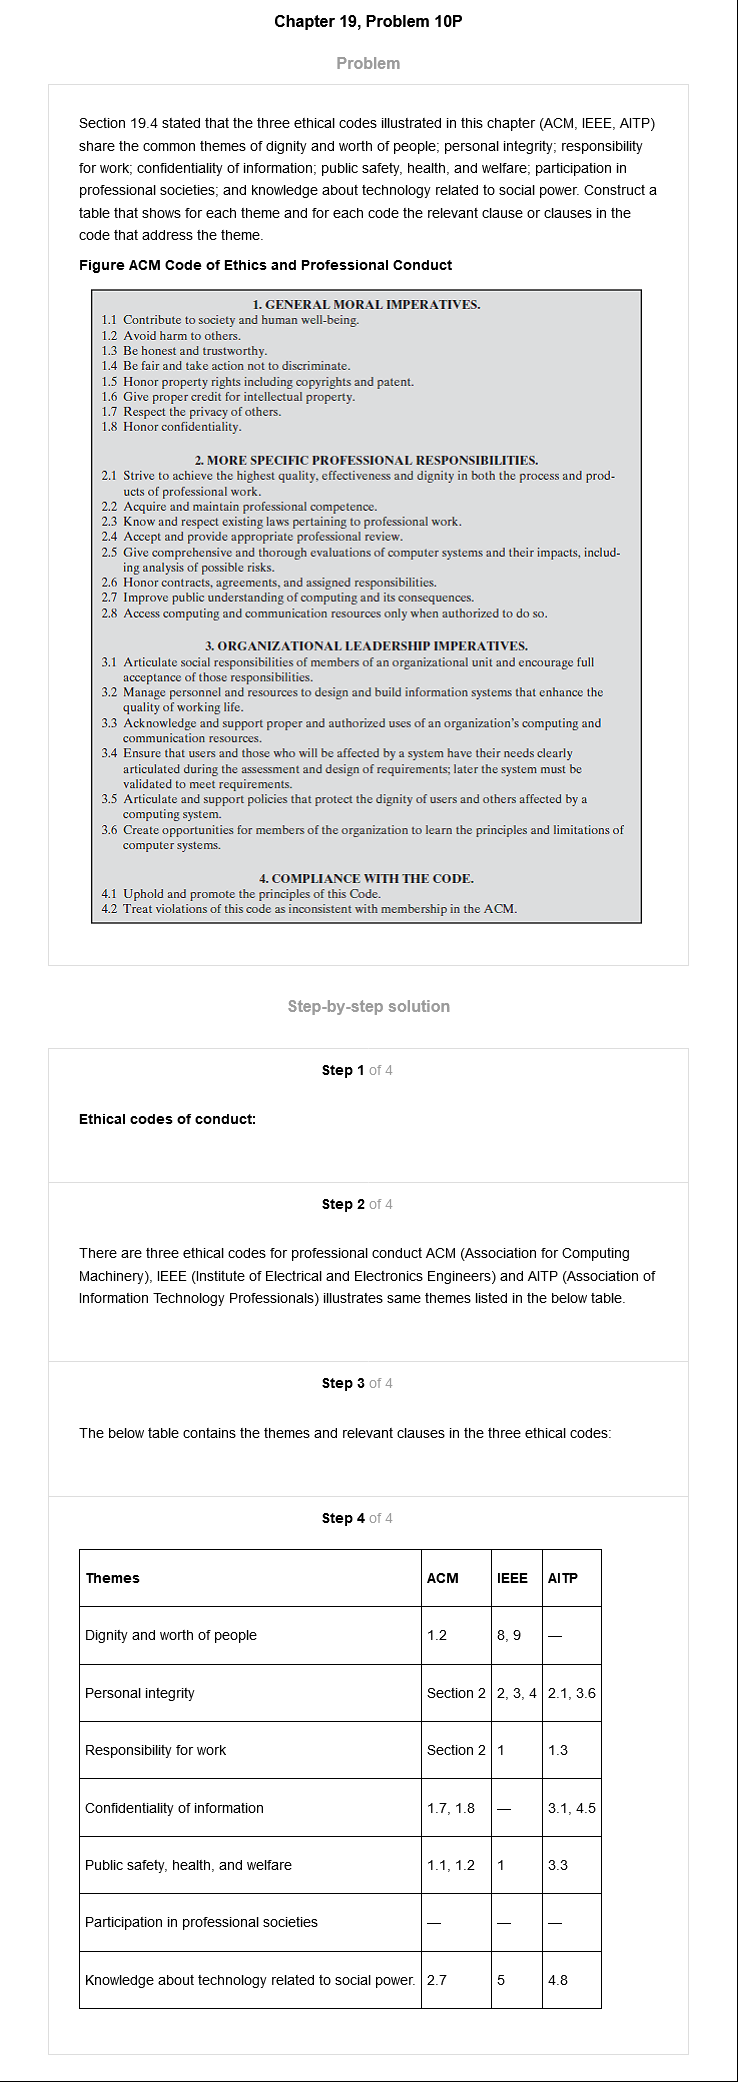 Chapter 19, Problem 10P
Problem
Section 19.4 stated that the three ethical codes illustrated in this chapter (ACM, IEEE, AITP)
share the common themes of dignity and worth of people; personal integrity; responsibility
for work; confidentiality of information; public safety, health, and welfare; participation in
professional societies; and knowledge about technology related to social power. Construct a
table that shows for each theme and for each code the relevant clause or clauses in the
code that address the theme.
Figure ACM Code of Ethics and Professional Conduct
1. GENERAL MORAL IMPERATIVES.
1.1 Contribute to society and human well-being.
1.2 Avoid harm to others.
1.3 Be honest and trustworthy.
1.4 Be fair and take action not to discriminate.
1.5 Honor property rights including copyrights and patent.
1.6 Give proper credit for intellectual property.
1.7 Respect the privacy of others.
1.8 Honor confidentiality.
2. MORE SPECIFIC PROFESSIONAL RESPONSIBILITIES.
2.1 Strive to achieve the highest quality, effectiveness and dignity in both the process and prod-
ucts of professional work.
2.2 Acquire and maintain professional competence.
2.3 Know and respect existing laws pertaining to professional work.
2.4 Accept and provide appropriate professional review.
2.5 Give comprehensive and thorough evaluations of computer systems and their impacts, includ-
ing analysis of possible risks.
2.6 Honor contracts, agreements, and assigned responsibilities.
2.7 Improve public understanding of computing and its consequences.
2.8 Access computing and communication resources only when authorized to do so.
3. ORGANIZATIONAL LEADERSHIP IMPERATIVES.
3.1 Articulate social responsibilities of members of an organizational unit and encourage full
acceptance of those responsibilities.
3.2 Manage personnel and resources to design and build information systems that enhance the
quality of working life.
3.3 Acknowledge and support proper and authorized uses of an organization's computing and
communication resources.
3.4 Ensure that users and those who will be affected by a system have their needs clearly
articulated during the assessment and design of requirements; later the system must be
validated to meet requirements.
3.5 Articulate and support policies that protect the dignity of users and others affected by a
computing system.
3.6 Create opportunities for members of the organization to learn the principles and limitations of
computer systems.
4. COMPLIANCE WITH THE CODE.
4.1 Uphold and promote the principles of this Code.
4.2 Treat violations of this code as inconsistent with membership in the ACM.
Step-by-step solution
Step 1 of 4
Ethical codes of conduct:
Step 2 of 4
There are three ethical codes for professional conduct ACM (Association for Computing
Machinery), IEEE (Institute of Electrical and Electronics Engineers) and AITP (Association of
Information Technology Professionals) illustrates same themes listed in the below table.
Step 3 of 4
The below table contains the themes and relevant clauses in the three ethical codes:
Step 4 of 4
Themes ACM IEEE AITP
Dignity and worth of people 1.2 8, 9 —
Personal integrity Section 2 2, 3, 4 2.1, 3.6
Responsibility for work Section 2 1 1.3
Confidentiality of information 1.7, 1.8 — 3.1, 4.5
Public safety, health, and welfare 1.1, 1.2 1 3.3
Participation in professional societies — — —
Knowledge about technology related to social power. 2.7 5 4.8